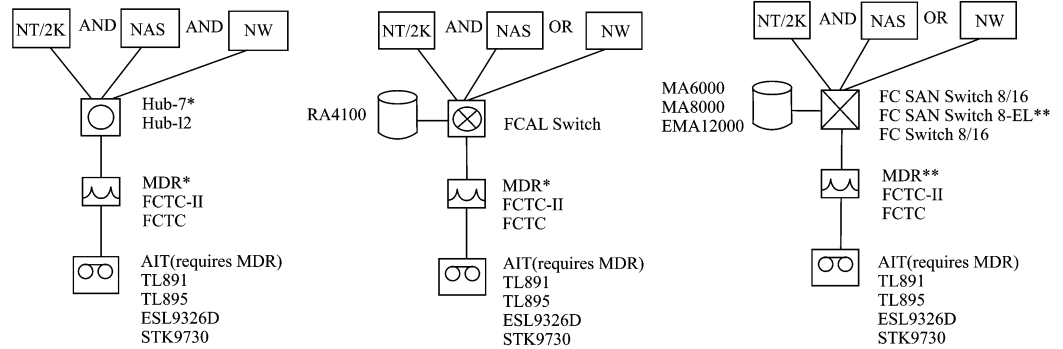 NT/2K AND NAS AND NW
Hub-7*
Hub-I2
MDR*
FCTC-II
FCTC
AIT(requires MDR)
TL891
TL895
ESL9326D
STK9730
NT/2K AND NAS OR NW
RA4100
FCAL Switch
MDR*
FCTC-II
FCTC
AIT(requires MDR)
TL891
TL895
ESL9326D
STK9730
NT/2K AND NAS OR NW
MA6000
MA8000
EMA12000
FC SAN Switch 8/16
FC SAN Switch 8-EL**
FC Switch 8/16
MDR**
FCTC-II
FCTC
AIT(requires MDR)
TL891
TL895
ESL9326D
STK9730